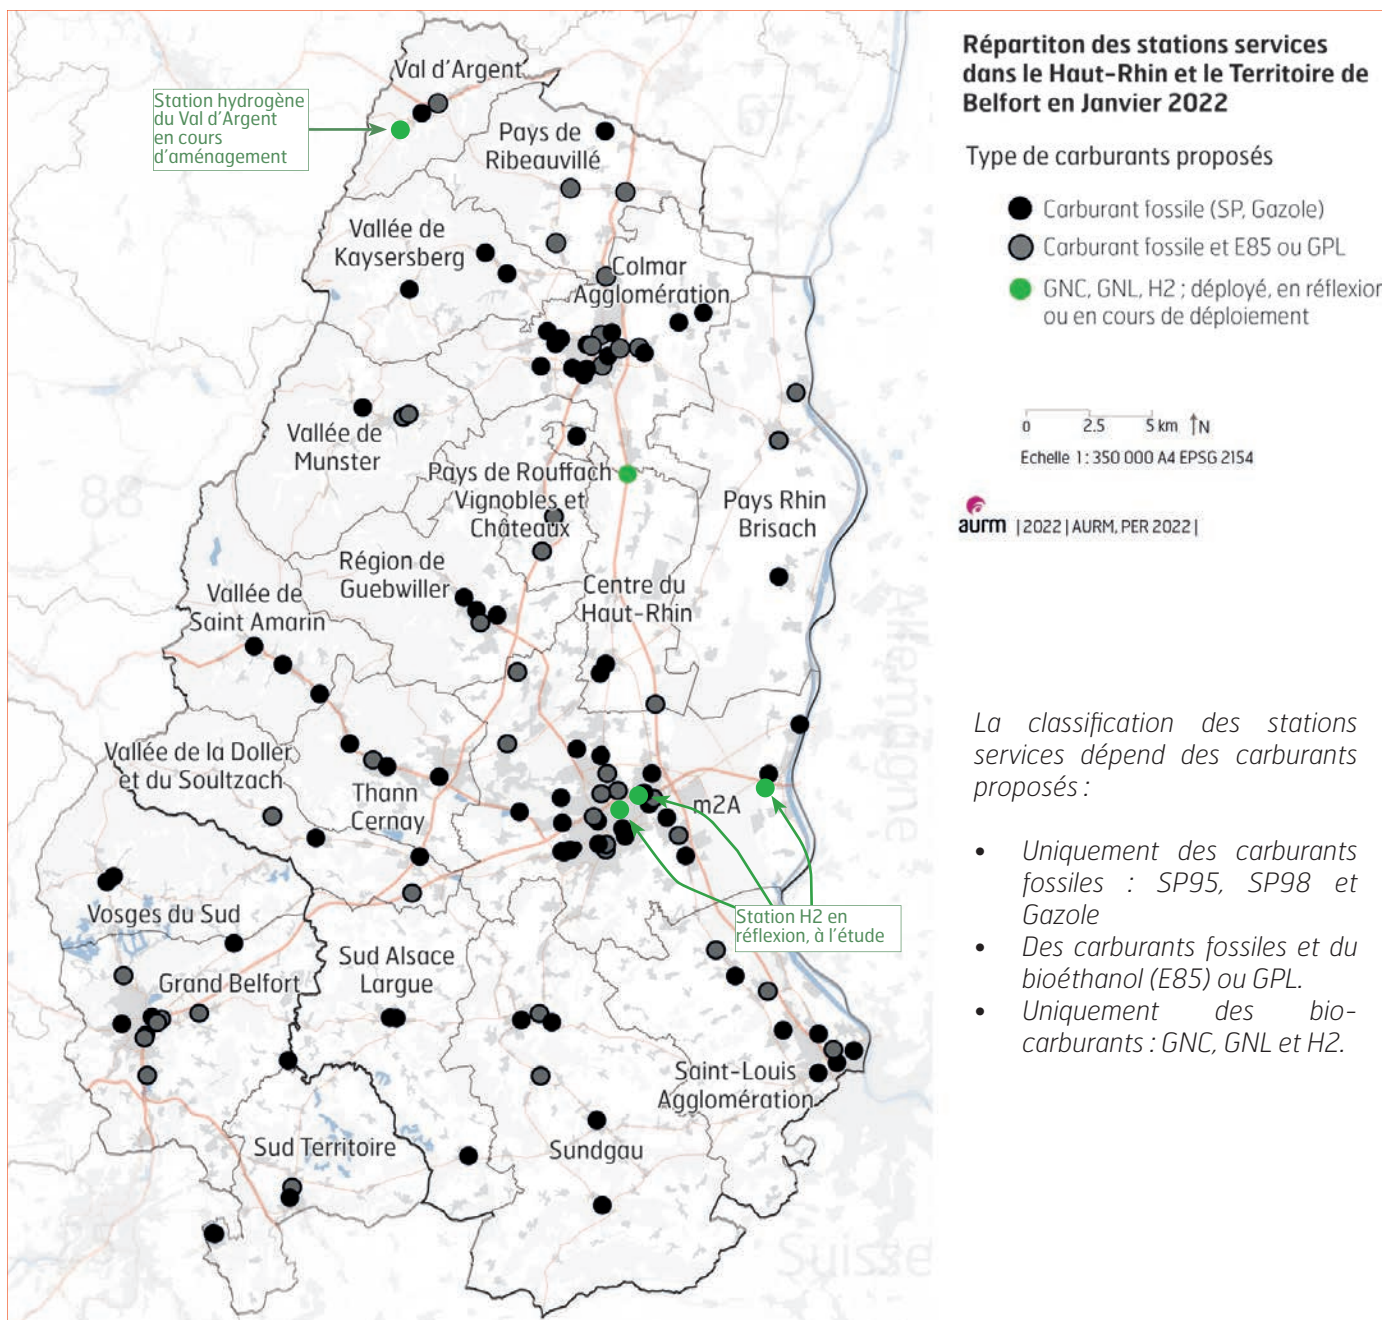 Répartiton des stations services
dans le Haut-Rhin et le Territoire de
Belfort en Janvier 2022
Type de carburants proposés
Carburant fossile (SP, Gazole)
Carburant fossile et E85 ou GPL
GNC, GNL, H2 ; déployé, en réflexion
ou en cours de déploiement
0 2.5 5 km N
Echelle 1 : 350 000 A4 EPSG 2154
aurm | 2022 | AURM, PER 2022 |
La classification des stations
services dépend des carburants
proposés :
• Uniquement des carburants
fossiles : SP95, SP98 et
Gazole
• Des carburants fossiles et du
bioéthanol (E85) ou GPL.
• Uniquement des bio-
carburants : GNC, GNL et H2.
Val d'Argent
Station hydrogène
du Val d'Argent
en cours
d'aménagement
67
Pays de
Ribeauvillé
Vallée de
Kaysersberg
Colmar
Agglomération
Vallée de
Munster
88
Pays de Rouffach
Vignobles et
Châteaux
Pays Rhin
Brisach
Région de
Guebwiller
Centre du
Haut-Rhin
Vallée de
Saint Amarin
Allemagne
Vallée de la Doller
et du Soultzach
Thann
Cernay
m2A
Station H2 en
réflexion, à l'étude
Vosges du Sud
Grand Belfort
Sud Alsace
Largue
Saint-Louis
Agglomération
Sud Territoire
Sundgau
Suisse